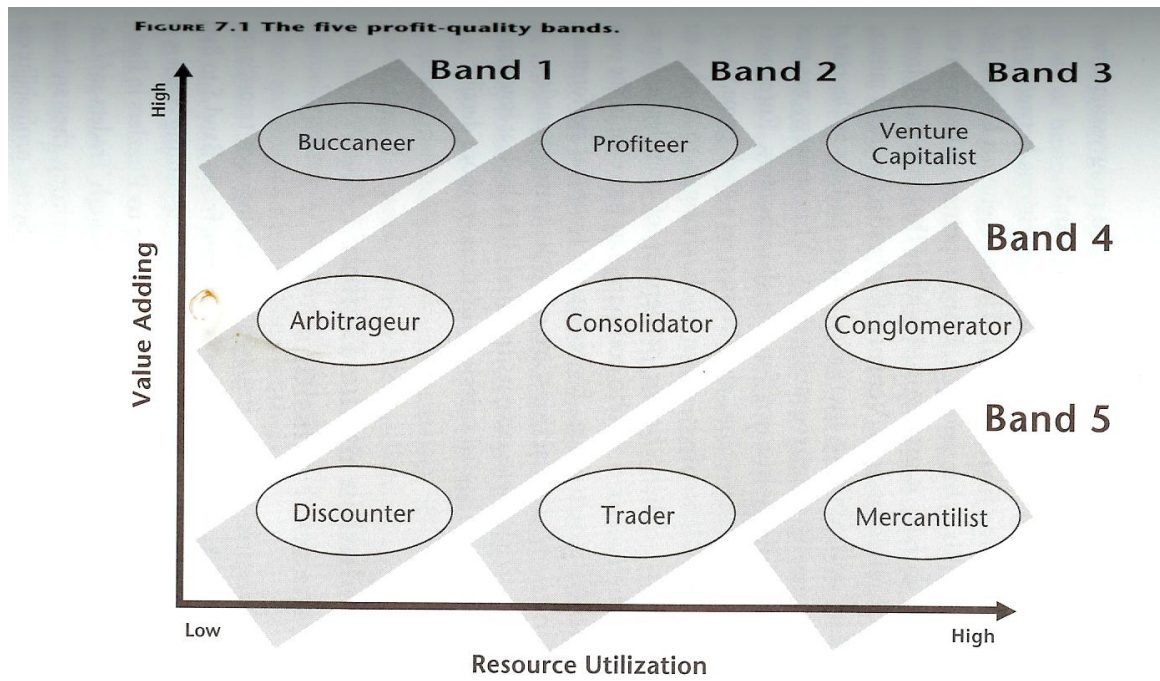 FIGURE 7.1 The five profit-quality bands.
Band 1
Band 2
Band 3
High
Buccaneer
Profiteer
Venture
Capitalist
Band 4
Value Adding
Arbitrageur
Consolidator
Conglomerator
Band 5
Discounter
Trader
Mercantilist
Low
High
Resource Utilization